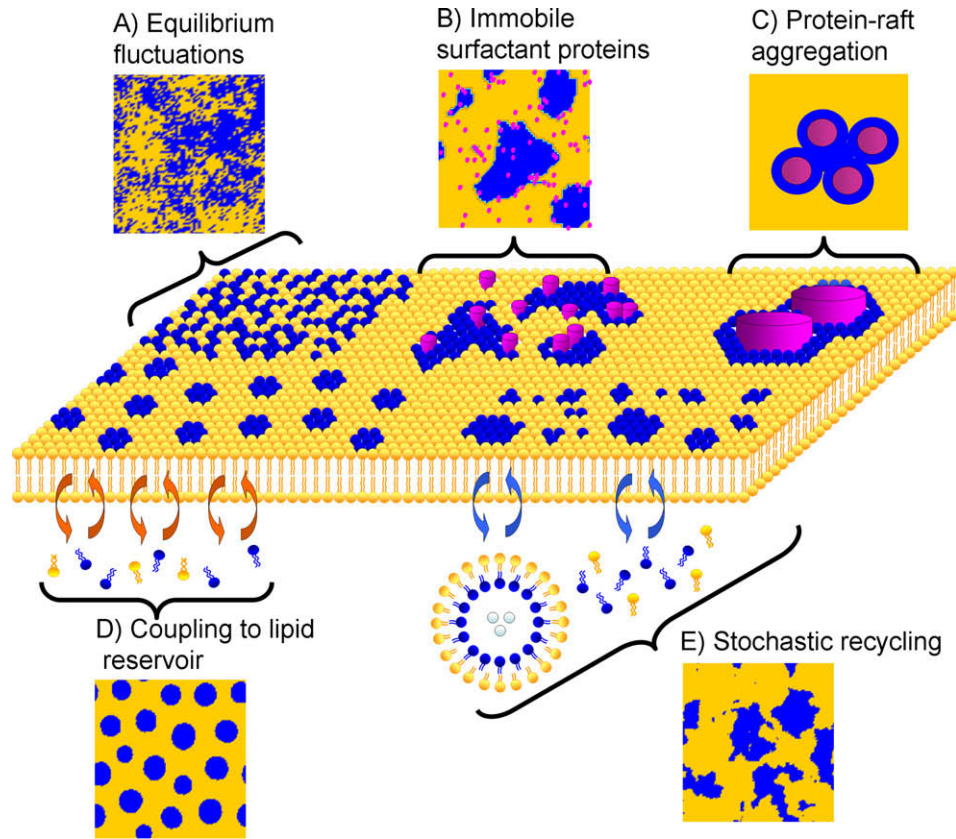 A) Equilibrium
fluctuations
B) Immobile
surfactant proteins
C) Protein-raft
aggregation
D) Coupling to lipid
reservoir
E) Stochastic recycling